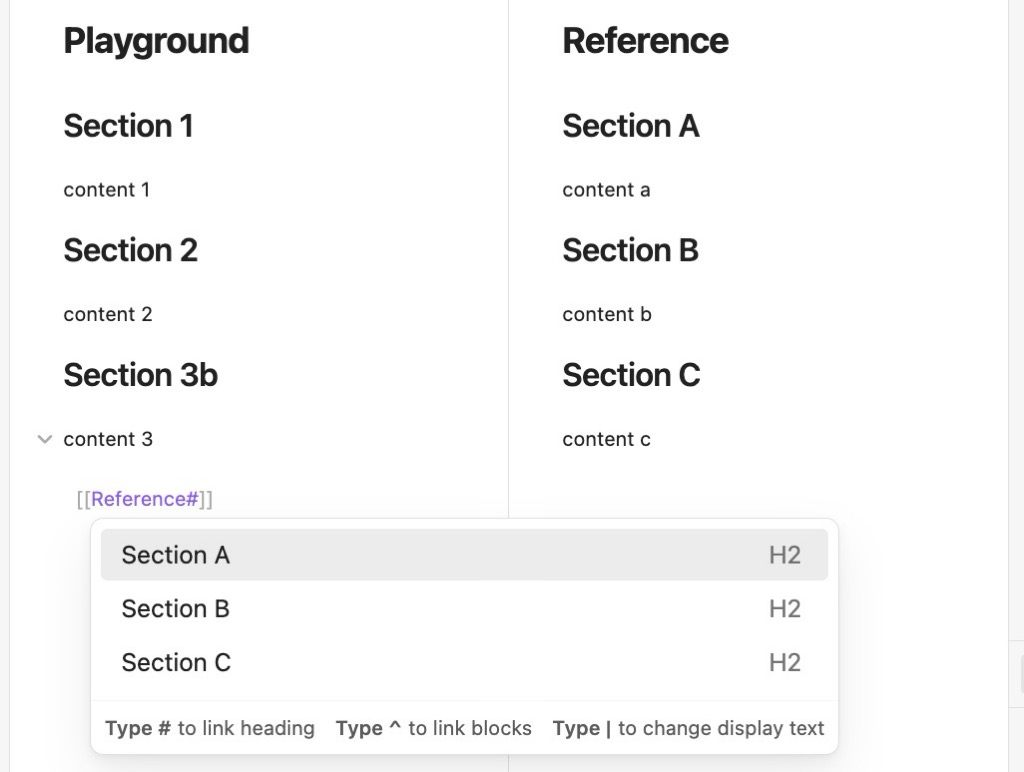 Playground
Section 1
content 1
Section 2
content 2
Section 3b
content 3
[[Reference#]]
Reference
Section A
content a
Section B
content b
Section C
content c
Section A H2
Section B H2
Section C H2
Type # to link heading Type ^ to link blocks Type | to change display text